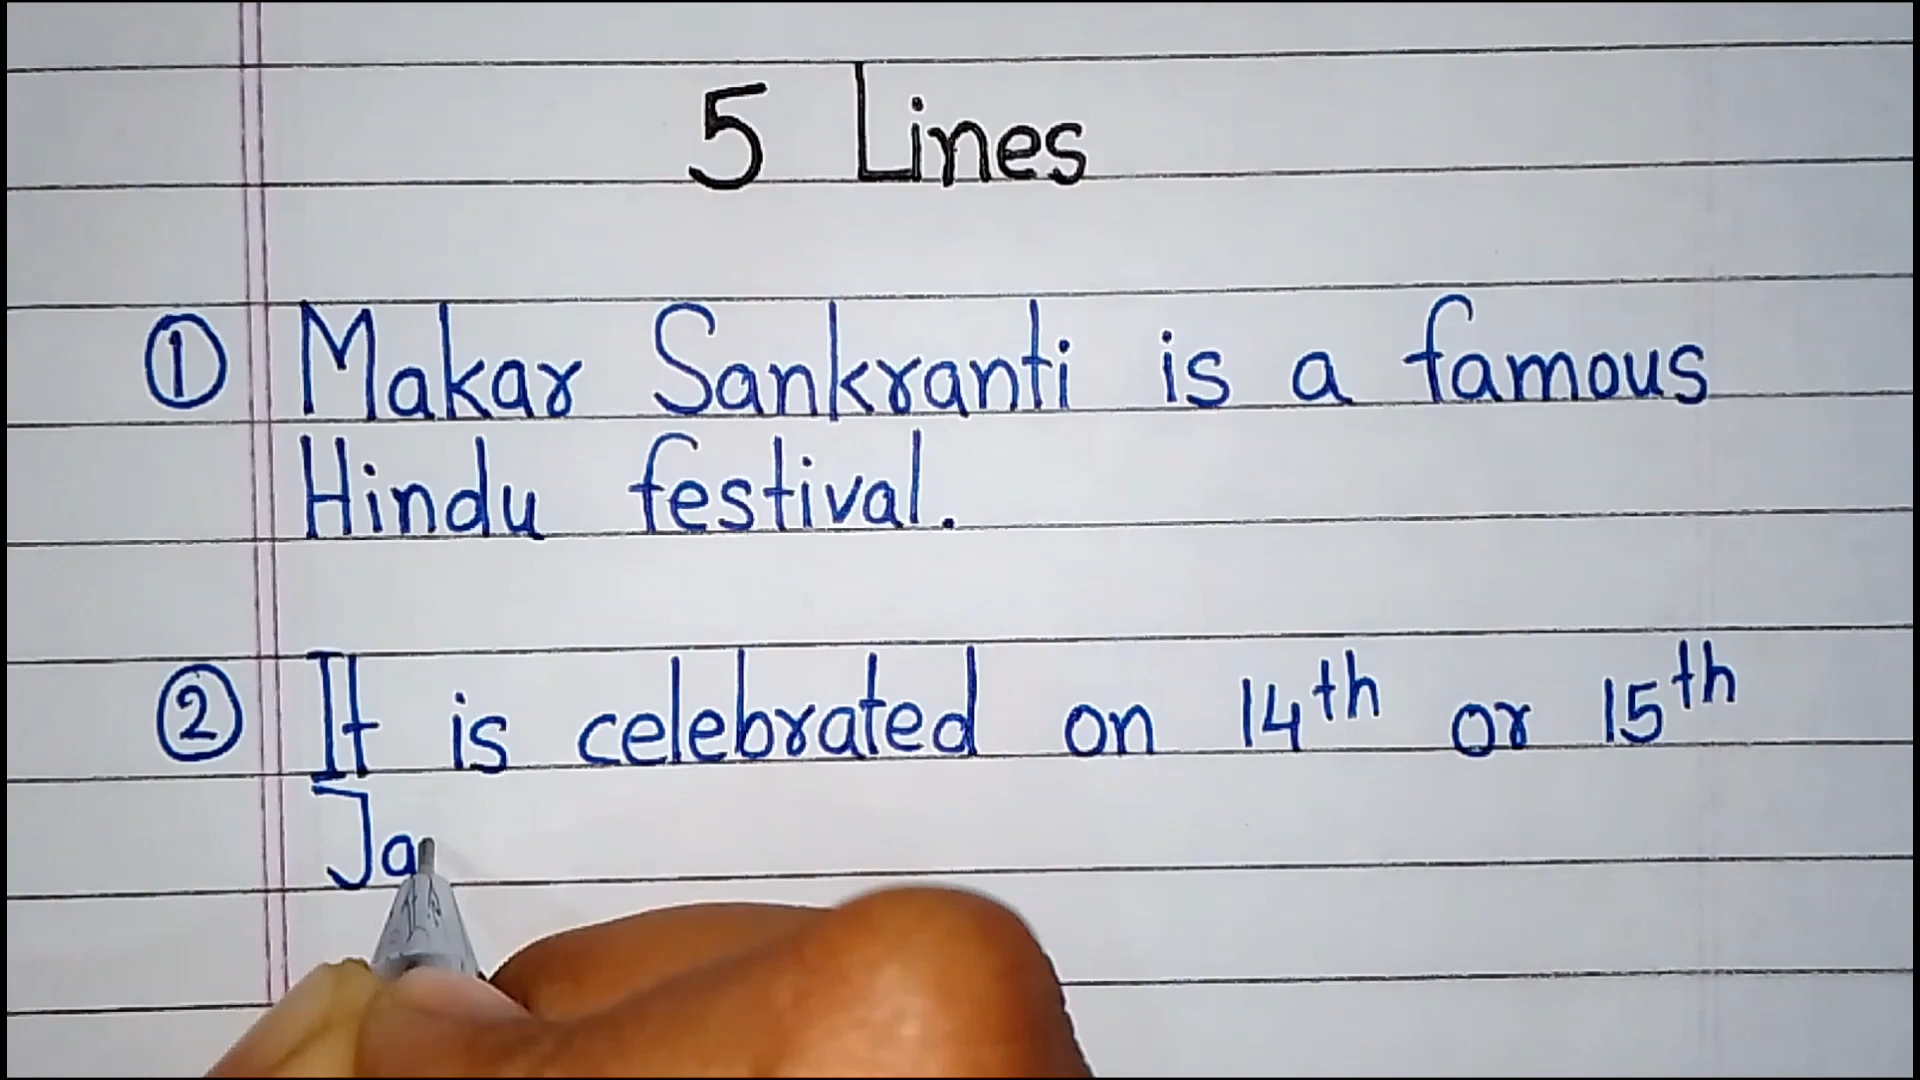 5 Lines
① Makar Sankranti is a famous
Hindu festival.
② It is celebrated on 14th or 15th
Ja